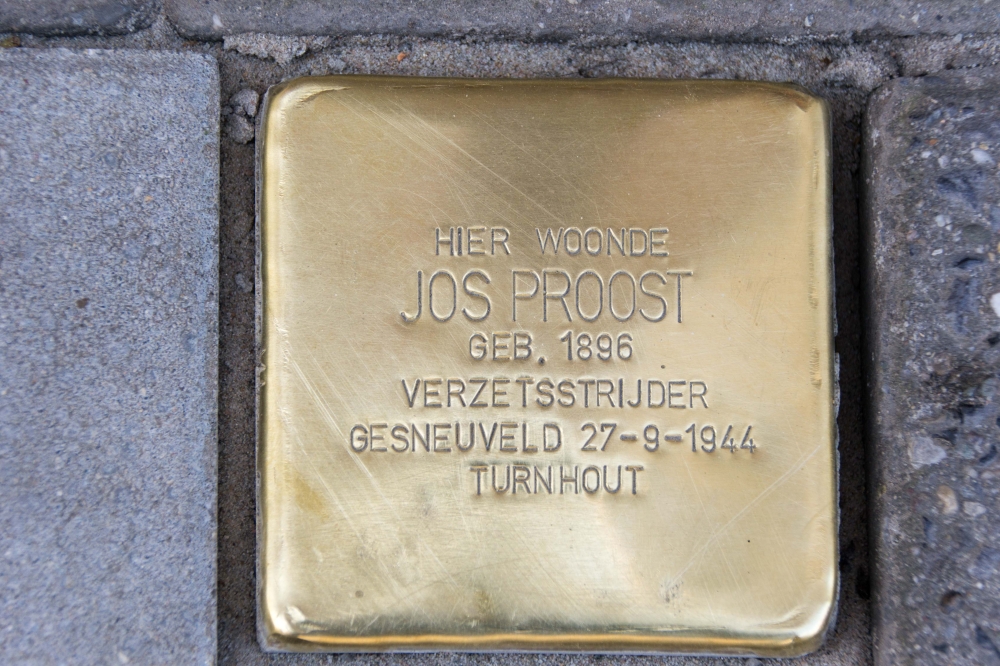 HIER WOONDE
JOS PROOST
GEB. 1896
VERZETSSTRIJDER
GESNEUVELD 27-9-1944
TURNHOUT